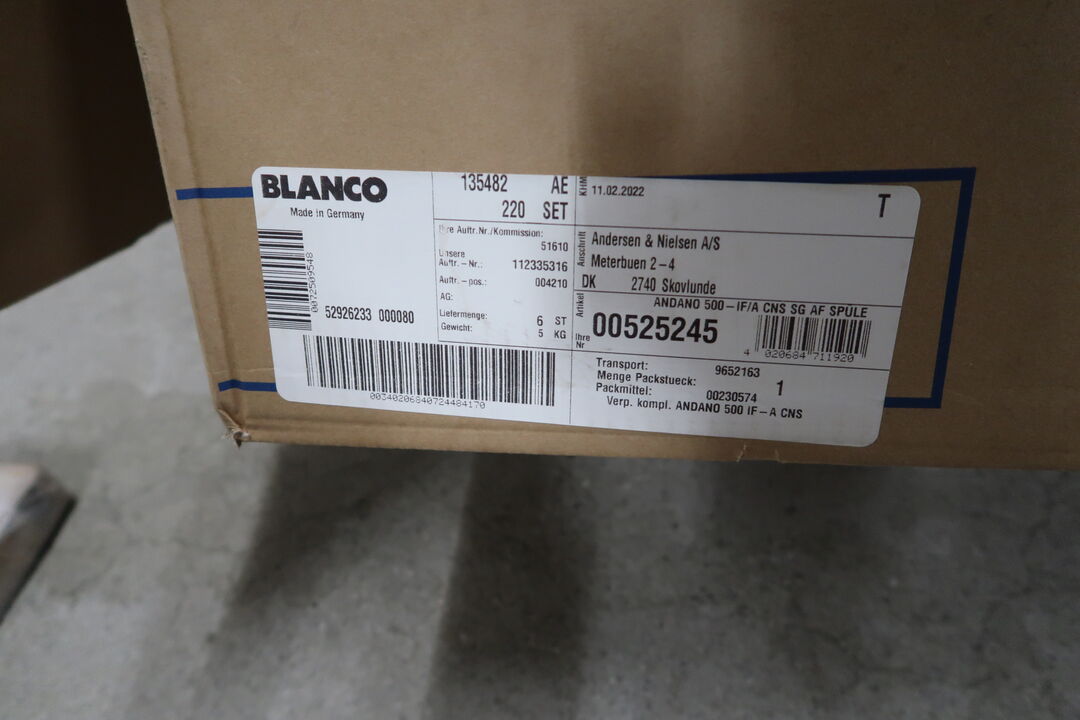 BLANCO
Made in Germany
0072509548
52926233 000080
135482 AE
220 SET
Ihre Auftr.Nr./Kommission:
51610
Unsere
Auftr.-Nr.: 112335316
Auftr.-pos.: 004210
AG:
Liefermenge: 6 ST
Gewicht: 5 KG
00340206840724484170
KHM
11.02.2022
T
Anschrift
Andersen & Nielsen A/S
Meterbuen 2-4
DK 2740 Skovlunde
Artikel
ANDANO 500-IF/A CNS SG AF SPÜLE
00525245
Ihre
Nr
4 020684 711920
Transport: 9652163
Menge Packstueck: 1
Packmittel: 00230574
Verp. kompl. ANDANO 500 IF-A CNS